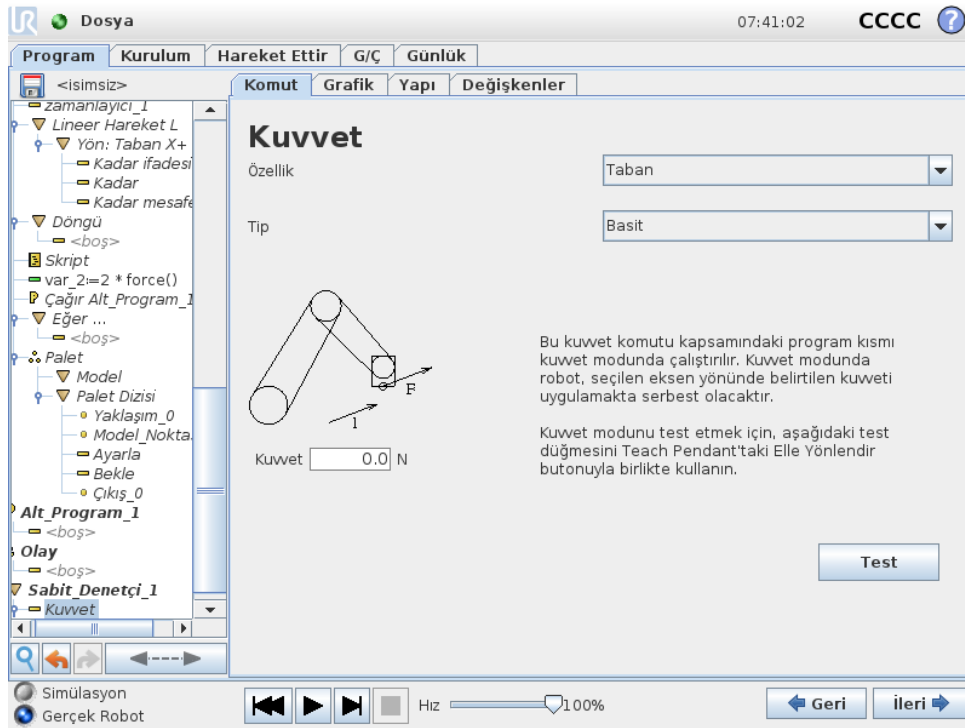 Dosya
07:41:02
CCCC
?
Program
Kurulum
Hareket Ettir
G/Ç
Günlük
<isimsiz>
Komut
Grafik
Yapı
Değişkenler
zamanlayici_1
Lineer Hareket L
Yön: Taban X+
Kadar ifadesi
Kadar
Kadar mesafe
Döngü
<boş>
Skript
var_2:=2 * force()
Çağır Alt_Program_1
Eğer ...
<boş>
Palet
Model
Palet Dizisi
Yaklaşım_0
Model_Nokta
Ayarla
Bekle
Çıkış_0
Alt_Program_1
<boş>
Olay
<boş>
Sabit_Denetçi_1
Kuvvet
Kuvvet
Özellik
Taban
Tip
Basit
F
1
Kuvvet 0.0 N
Bu kuvvet komutu kapsamındaki program kısmı
kuvvet modunda çalıştırılır. Kuvvet modunda
robot, seçilen eksen yönünde belirtilen kuvveti
uygulamakta serbest olacaktır.
Kuvvet modunu test etmek için, aşağıdaki test
düğmesini Teach Pendant'taki Elle Yönlendir
butonuyla birlikte kullanın.
Test
Simülasyon
Gerçek Robot
Hız
100%
Geri
İleri